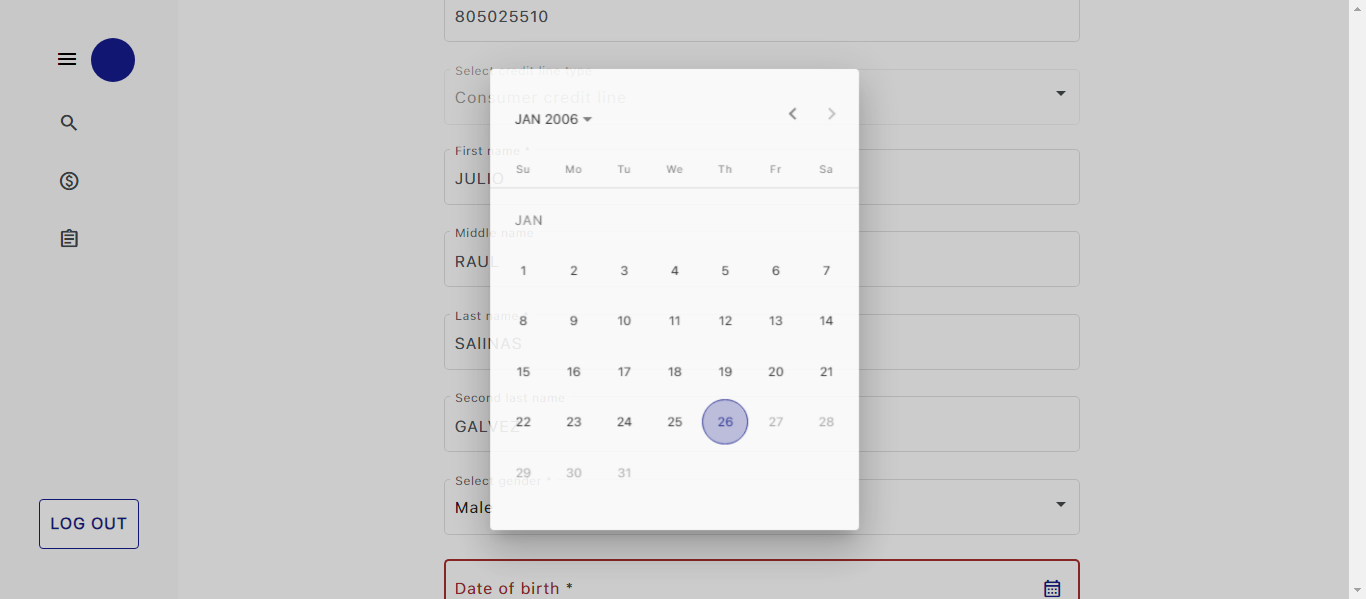 805025510
Select credit line type
Consumer credit line
JAN 2006
First name *
Su Mo Tu We Th Fr Sa
JULIO
JAN
Middle name
RAUL
1 2 3 4 5 6 7
Last name
8 9 10 11 12 13 14
SAlINAS
15 16 17 18 19 20 21
Second last name
22 23 24 25 26 27 28
GALVEZ
29 30 31
Select gender *
Male
LOG OUT
Date of birth *